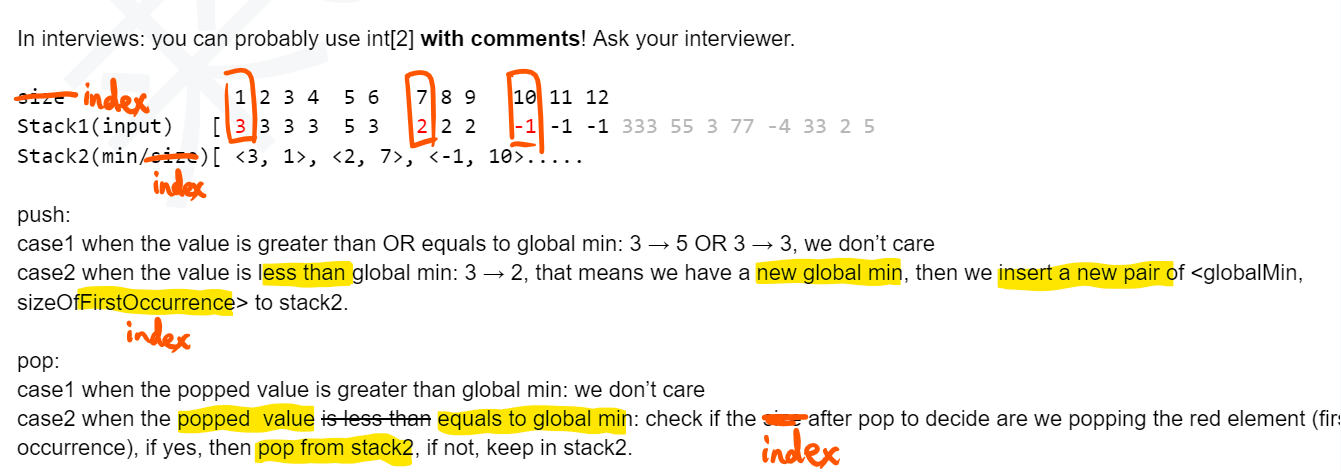 In interviews: you can probably use int[2] with comments! Ask your interviewer.
size index 1 2 3 4 5 6 7 8 9 10 11 12
Stack1(input) [ 3 3 3 3 5 3 2 2 2 -1 -1 -1 333 55 3 77 -4 33 2 5
Stack2(min/size)[ <3, 1>, <2, 7>, <-1, 10>.....
index
push:
case1 when the value is greater than OR equals to global min: 3 → 5 OR 3 → 3, we don't care
case2 when the value is less than global min: 3 → 2, that means we have a new global min, then we insert a new pair of <globalMin,
sizeOfFirstOccurrence> to stack2.
index
pop:
case1 when the popped value is greater than global min: we don't care
case2 when the popped value is less than equals to global min: check if the size after pop to decide are we popping the red element (fir
occurrence), if yes, then pop from stack2, if not, keep in stack2.
index